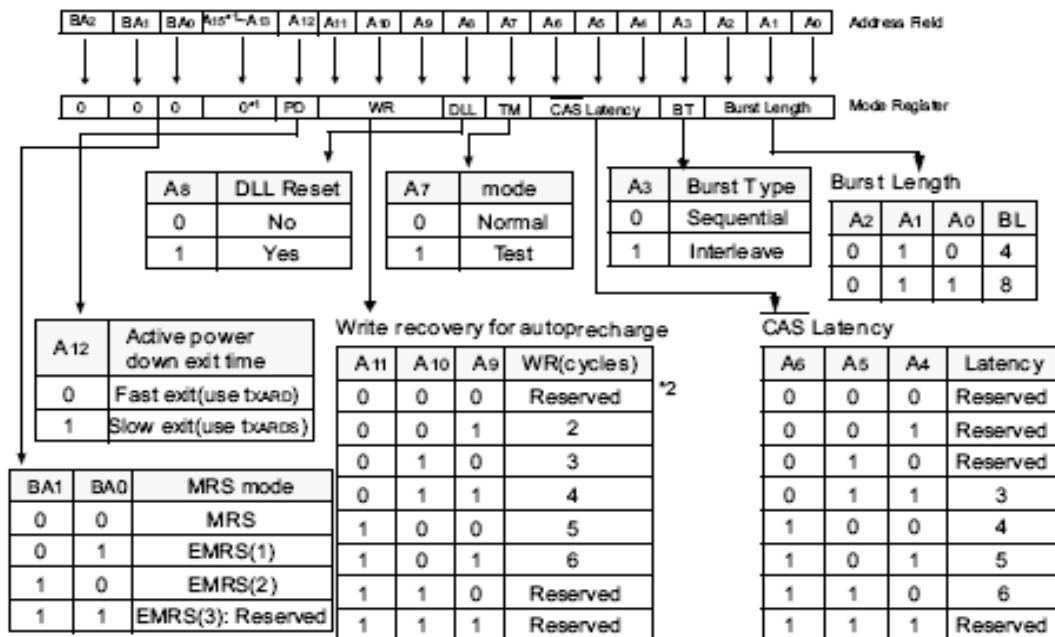 BA2 BA1 BA0 A15*1~A13 A12 A11 A10 A9 A8 A7 A6 A5 A4 A3 A2 A1 A0 Address Field
0 0 0 0*1 PD WR DLL TM CAS Latency BT Burst Length Mode Register
A8 DLL Reset
0 No
1 Yes
A7 mode
0 Normal
1 Test
A3 Burst Type
0 Sequential
1 Interleave
Burst Length
A2 A1 A0 BL
0 1 0 4
0 1 1 8
A12 Active power
down exit time
0 Fast exit(use tXARD)
1 Slow exit(use tXARDS)
Write recovery for autoprecharge
A11 A10 A9 WR(cycles)
*2
0 0 0 Reserved
0 0 1 2
0 1 0 3
0 1 1 4
1 0 0 5
1 0 1 6
1 1 0 Reserved
1 1 1 Reserved
CAS Latency
A6 A5 A4 Latency
0 0 0 Reserved
0 0 1 Reserved
0 1 0 Reserved
0 1 1 3
1 0 0 4
1 0 1 5
1 1 0 6
1 1 1 Reserved
BA1 BA0 MRS mode
0 0 MRS
0 1 EMRS(1)
1 0 EMRS(2)
1 1 EMRS(3): Reserved